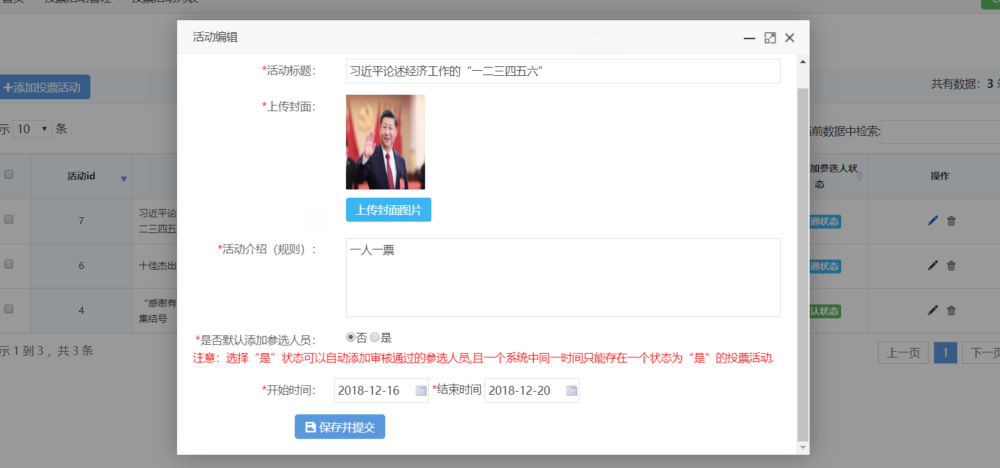 活动编辑
*活动标题：
习近平论述经济工作的“一二三四五六”
*上传封面：
上传封面图片
*活动介绍（规则）：
一人一票
*是否默认添加参选人员：
否 是
注意：选择“是”状态可以自动添加审核通过的参选人员,且一个系统中同一时间只能存在一个状态为“是”的投票活动.
*开始时间：
2018-12-16
*结束时间
2018-12-20
保存并提交
添加投票活动
共有数据：3 条
示 10 条
前数据中检索:
活动id
加参选人状
态
操作
7
习近平论
二三四五
通状态
6
十佳杰出
通状态
4
“感谢有
集结号
认状态
示 1 到 3 ，共 3 条
上一页
1
下一页